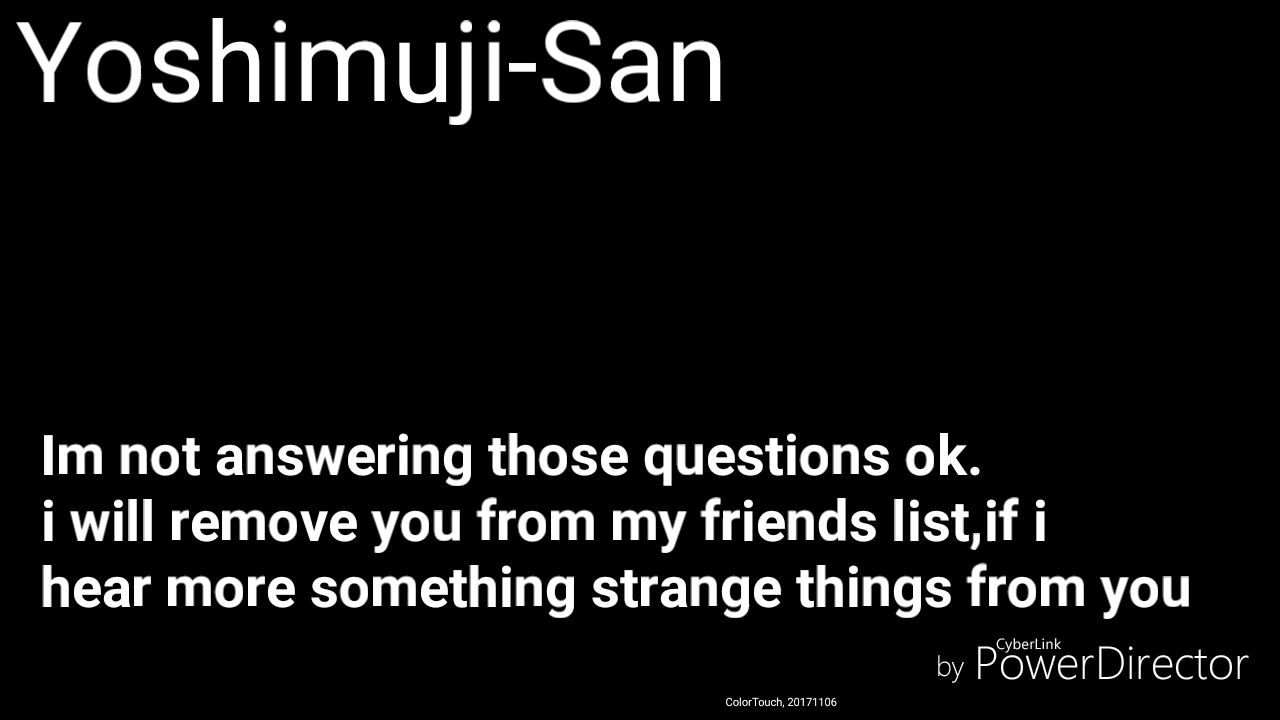 Yoshimuji-San
Im not answering those questions ok.
i will remove you from my friends list,if i
hear more something strange things from you
by CyberLink PowerDirector
ColorTouch, 20171106